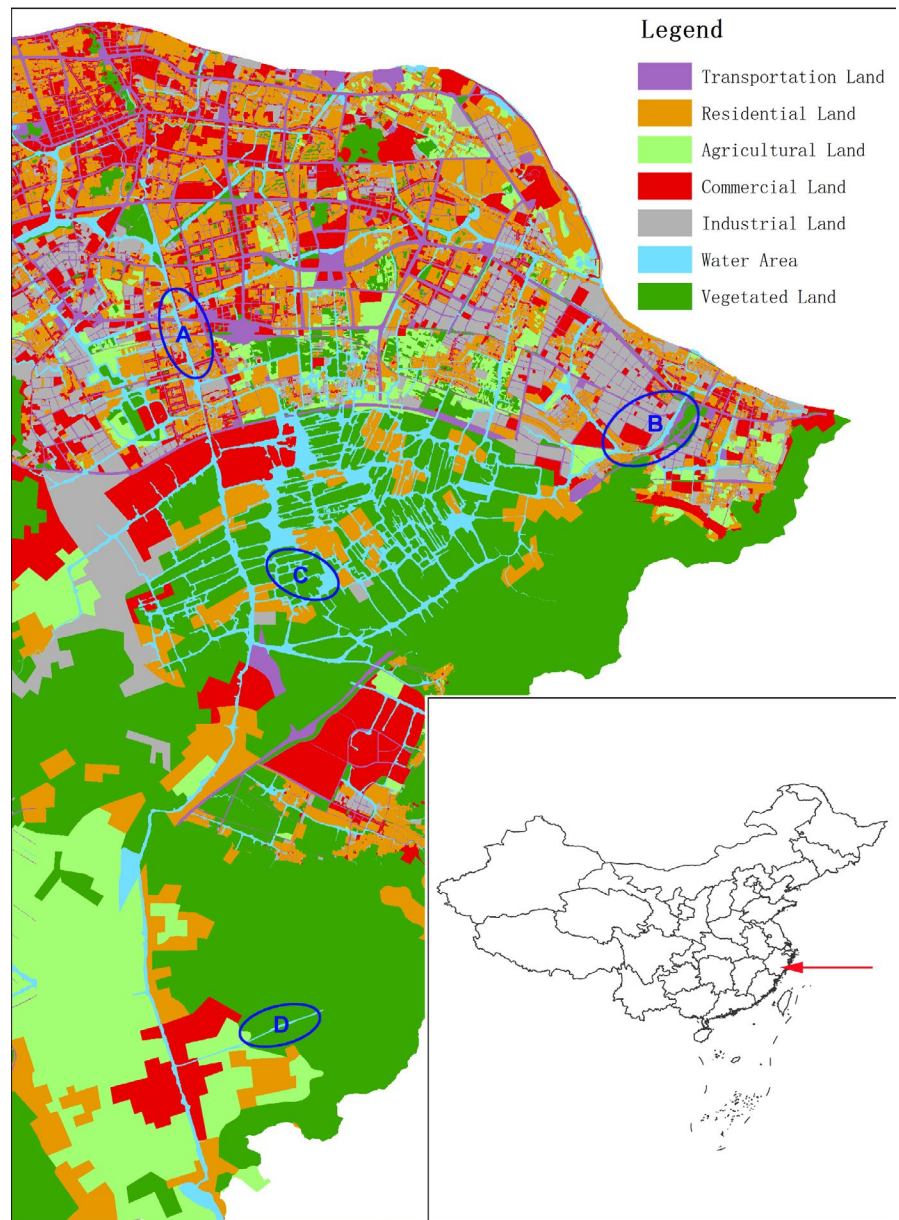 Legend
Transportation Land
Residential Land
Agricultural Land
Commercial Land
Industrial Land
Water Area
Vegetated Land
A
B
C
D